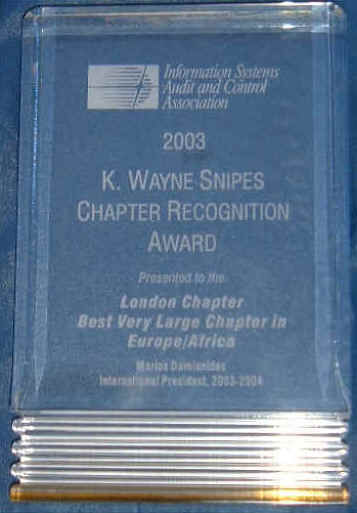 Information Systems
Audit and Control
Association
2003
K. WAYNE SNIPES
CHAPTER RECOGNITION
AWARD
Presented to the
London Chapter
Best Very Large Chapter in
Europe/Africa
Marios Damianides
International President, 2003-2004